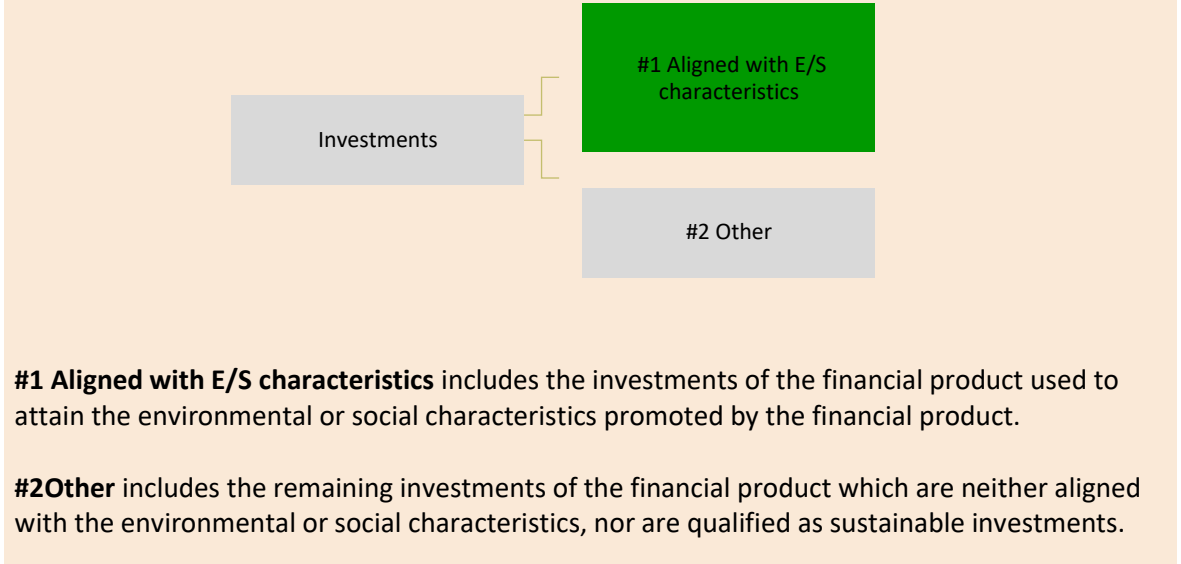 #1 Aligned with E/S
characteristics
Investments
#2 Other
#1 Aligned with E/S characteristics includes the investments of the financial product used to
attain the environmental or social characteristics promoted by the financial product.
#2Other includes the remaining investments of the financial product which are neither aligned
with the environmental or social characteristics, nor are qualified as sustainable investments.